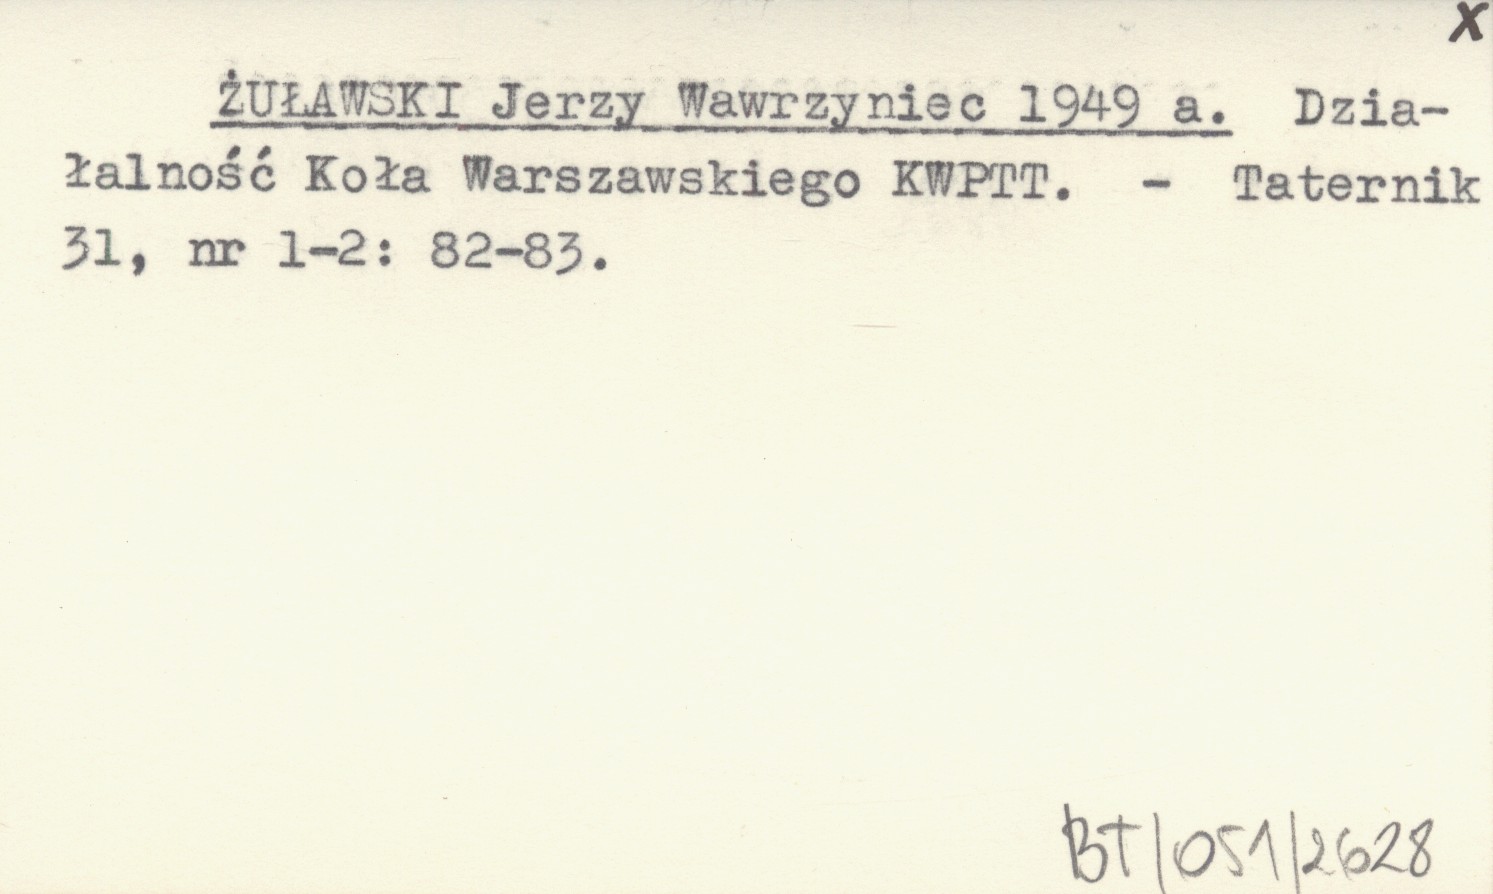 x
ŻUŁAWSKI Jerzy Wawrzyniec 1949 a. Dzia-
łalność Koła Warszawskiego KWPTT. - Taternik
31, nr 1-2: 82-83.
BT/051/2628